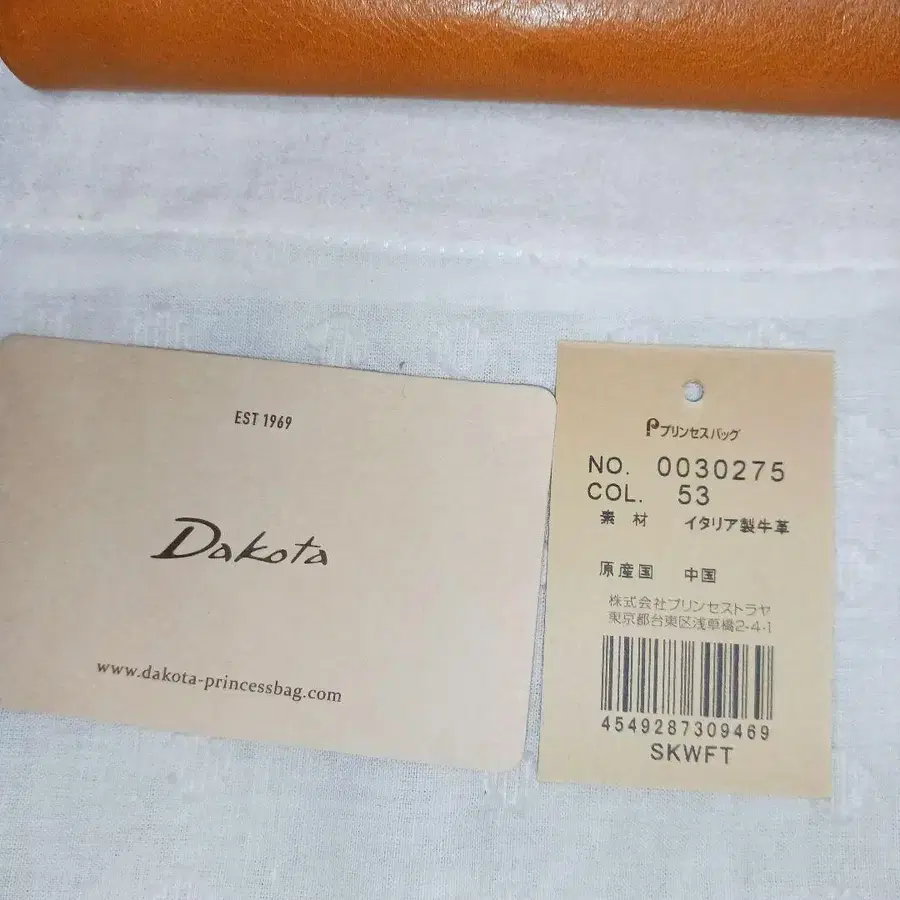 EST 1969
Dakota
www.dakota-princessbag.com
プリンセスバッグ
NO. 0030275
COL. 53
素材 イタリア製牛革
原産国 中国
株式会社プリンセストラヤ
東京都台東区浅草橋2-4-1
4549287309469
SKWFT